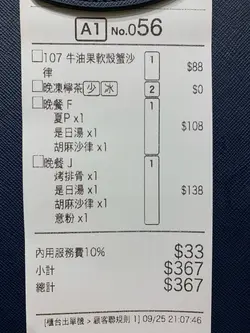 A1 No.056
107 牛油果軟殼蟹沙律 1 $88
晚凍檸茶 少 冰 2 $0
晚餐 F 1 $108
夏P x1
是日湯 x1
胡麻沙律 x1
晚餐 J 1 $138
烤排骨 x1
是日湯 x1
胡麻沙律 x1
意粉 x1
內用服務費10% $33
小計 $367
總計 $367
[櫃台出單機 > 顧客聯規則 1] 09/25 21:07:46